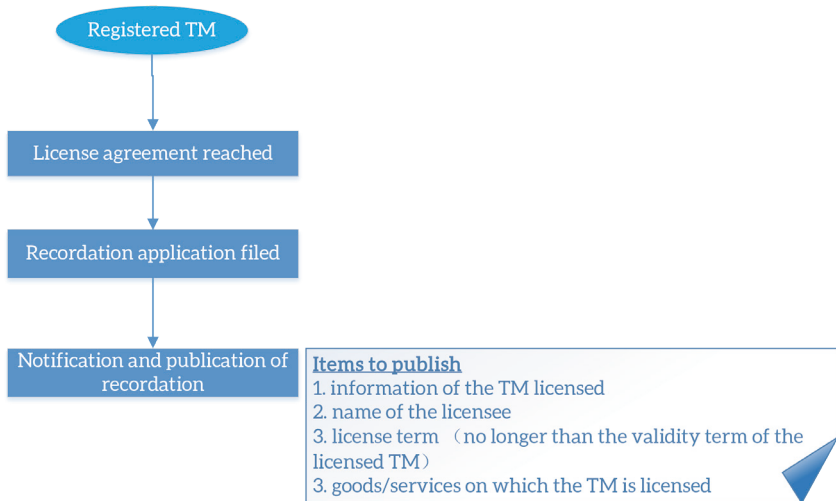 Registered TM
License agreement reached
Recordation application filed
Notification and publication of
recordation
Items to publish
1. information of the TM licensed
2. name of the licensee
3. license term （no longer than the validity term of the
licensed TM）
3. goods/services on which the TM is licensed